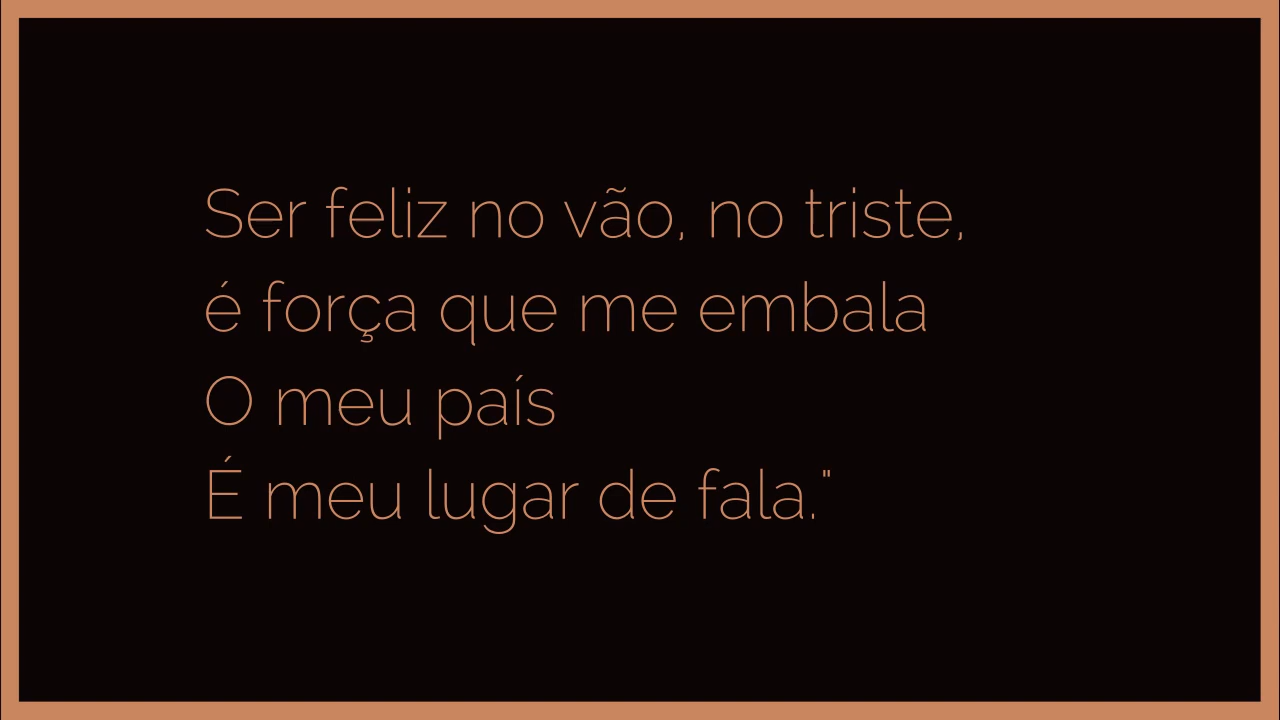 Ser feliz no vão, no triste,
é força que me embala
O meu país
É meu lugar de fala."